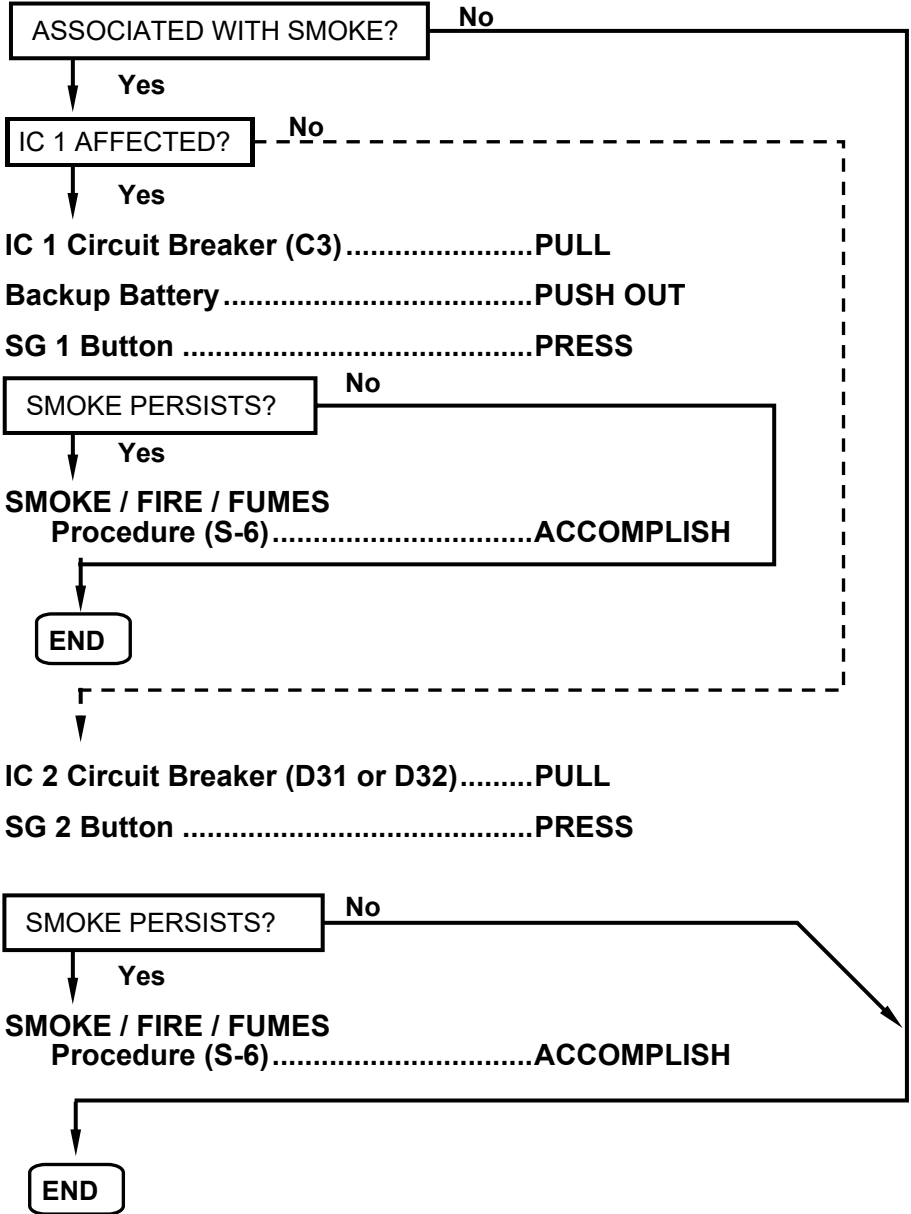 ASSOCIATED WITH SMOKE?
No
Yes
IC 1 AFFECTED?
No
Yes
IC 1 Circuit Breaker (C3).......................PULL
Backup Battery.................................PUSH OUT
SG 1 Button .....................................PRESS
SMOKE PERSISTS?
No
Yes
SMOKE / FIRE / FUMES
Procedure (S-6)............................ACCOMPLISH
END
IC 2 Circuit Breaker (D31 or D32).........PULL
SG 2 Button .....................................PRESS
SMOKE PERSISTS?
No
Yes
SMOKE / FIRE / FUMES
Procedure (S-6)............................ACCOMPLISH
END